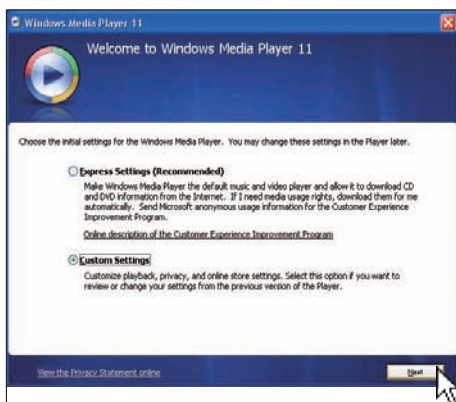 Windows Media Player 11
Welcome to Windows Media Player 11
Choose the initial settings for the Windows Media Player. You may change these settings in the Player later.
Express Settings (Recommended)
Make Windows Media Player the default music and video player and allow it to download CD
and DVD information from the Internet. If I need media usage rights, download them for me
automatically. Send Microsoft anonymous usage information for the Customer Experience
Improvement Program.
Online description of the Customer Experience Improvement Program
Custom Settings
Customize playback, privacy, and online store settings. Select this option if you want to
review or change your settings from the previous version of the Player.
View the Privacy Statement online
Next